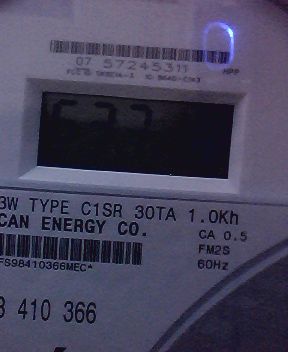 07 57245311
HPP
3W TYPE C1SR 30TA 1.0Kh
CAN ENERGY CO.
CA 0.5
FM2S
60Hz
FS98410366MEC*
410 366